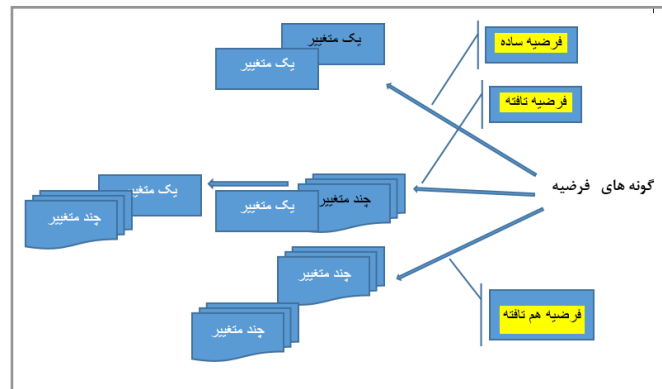 فرضیه ساده
یک متغییر
یک متغییر
فرضیه تافته
گونه های فرضیه
چند متغییر
یک متغییر
یک متغییر
چند متغییر
چند متغییر
چند متغییر
فرضیه هم تافته